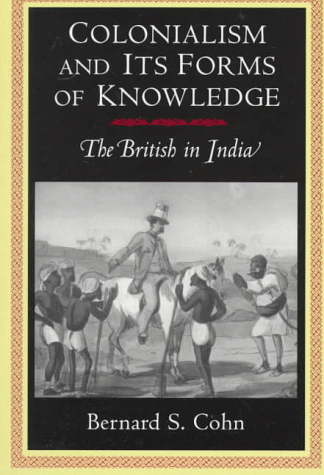 COLONIALISM
AND ITS FORMS
OF KNOWLEDGE
The British in India
Bernard S. Cohn